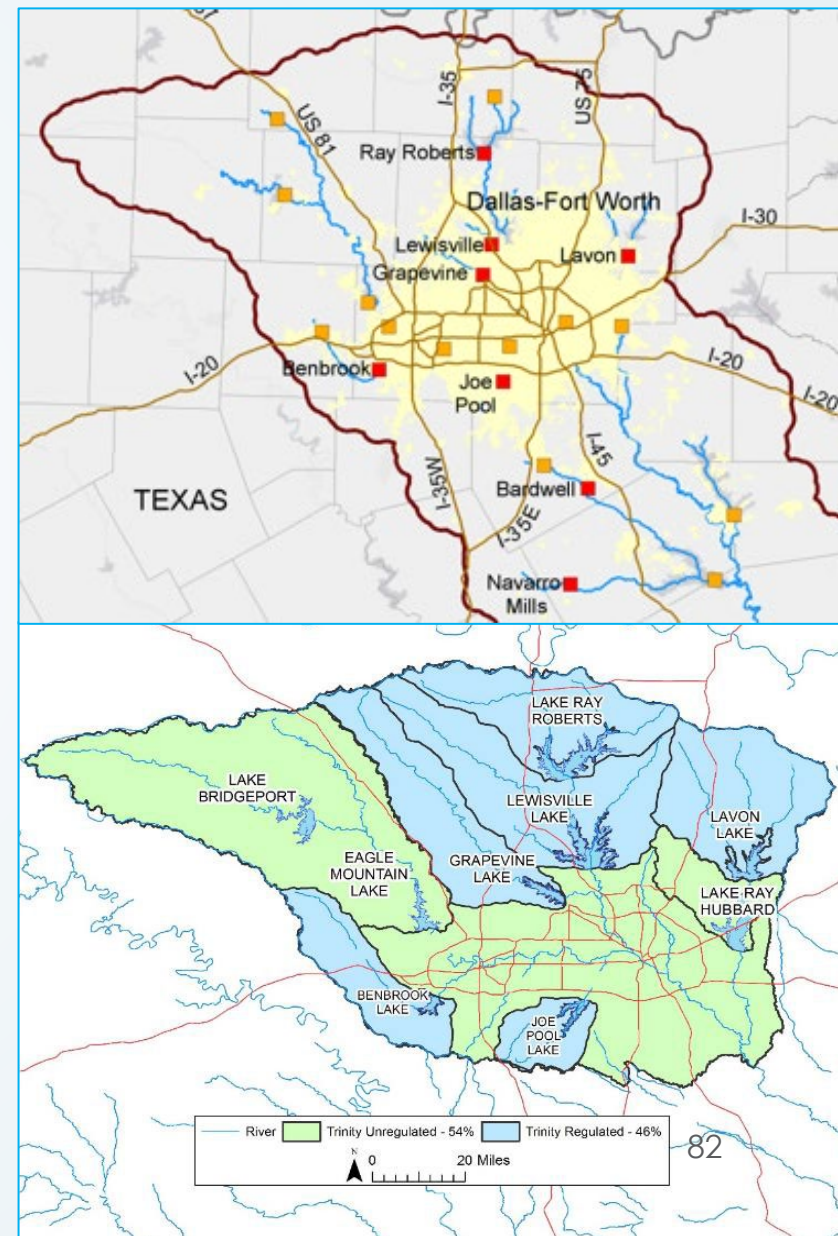 I-35
US 75
US 81
Ray Roberts
Dallas-Fort Worth
I-30
Lewisville
Lavon
Grapevine
Benbrook
I-20
Joe
Pool
I-20
I-20
I-45
I-35W
Bardwell
TEXAS
I-35E
Navarro
Mills
LAKE RAY
ROBERTS
LAKE
BRIDGEPORT
LEWISVILLE
LAKE
LAVON
LAKE
EAGLE
MOUNTAIN
LAKE
GRAPEVINE
LAKE
LAKE RAY
HUBBARD
BENBROOK
LAKE
JOE
POOL
LAKE
River Trinity Unregulated - 54% Trinity Regulated - 46%
82
N
0 20 Miles